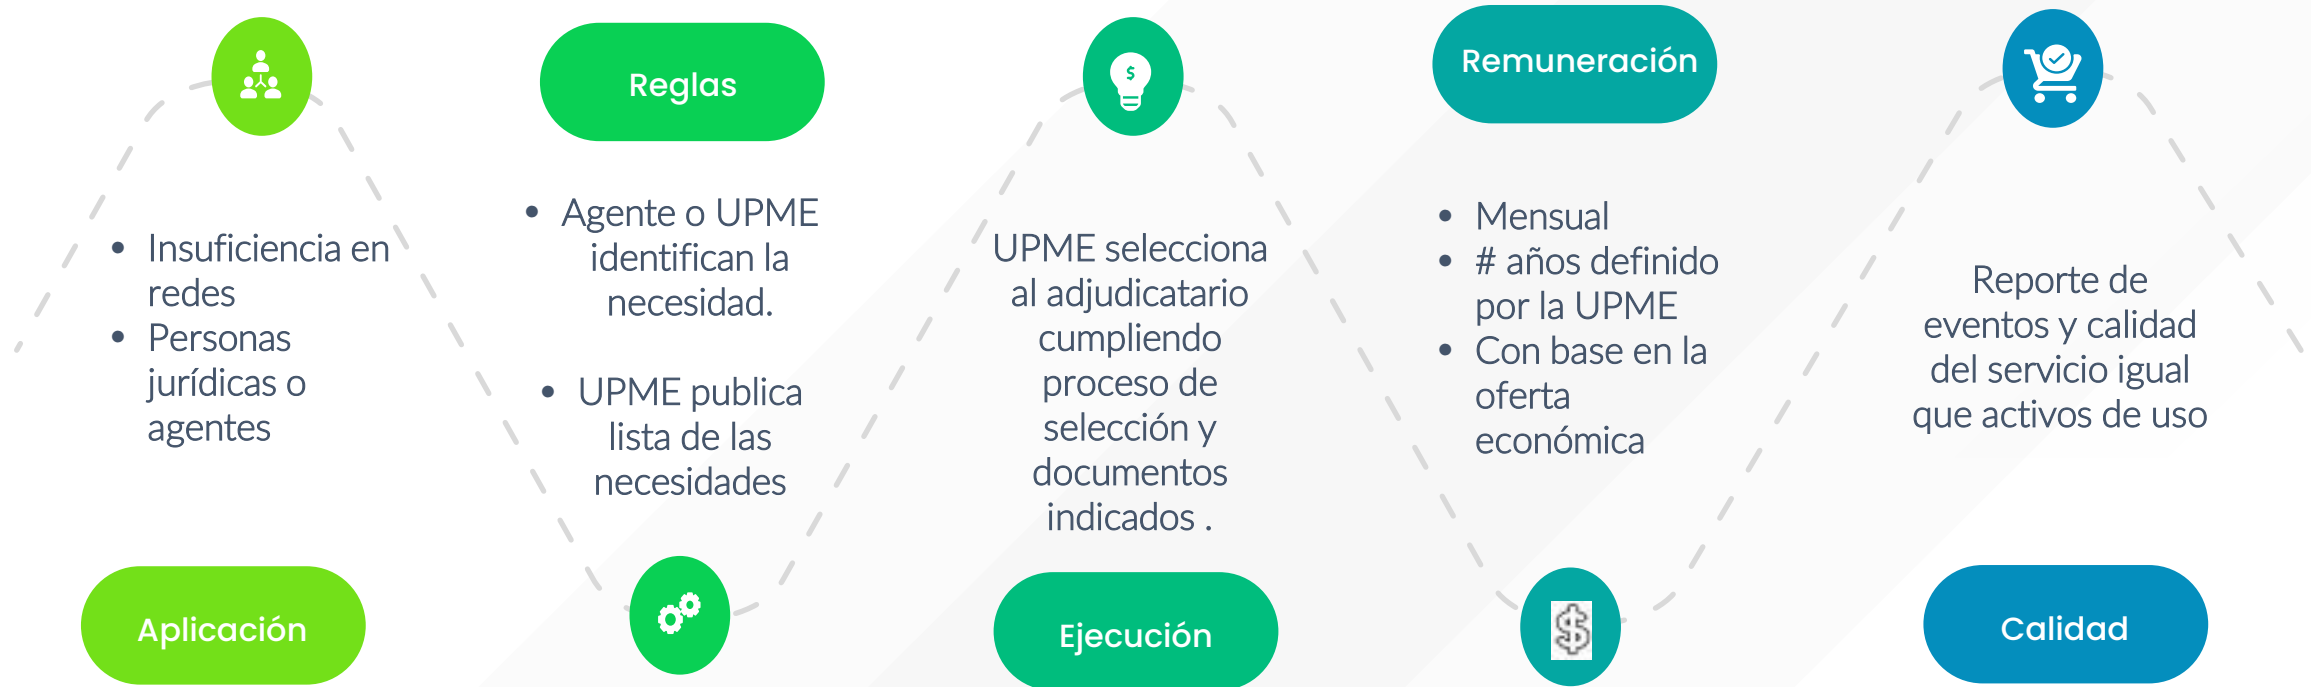 • Insuficiencia en
redes
• Personas
jurídicas o
agentes
Aplicación
Reglas
• Agente o UPME
identifican la
necesidad.
• UPME publica
lista de las
necesidades
$
UPME selecciona
al adjudicatario
cumpliendo
proceso de
selección y
documentos
indicados .
Ejecución
Remuneración
• Mensual
• # años definido
por la UPME
• Con base en la
oferta
económica
$
Reporte de
eventos y calidad
del servicio igual
que activos de uso
Calidad